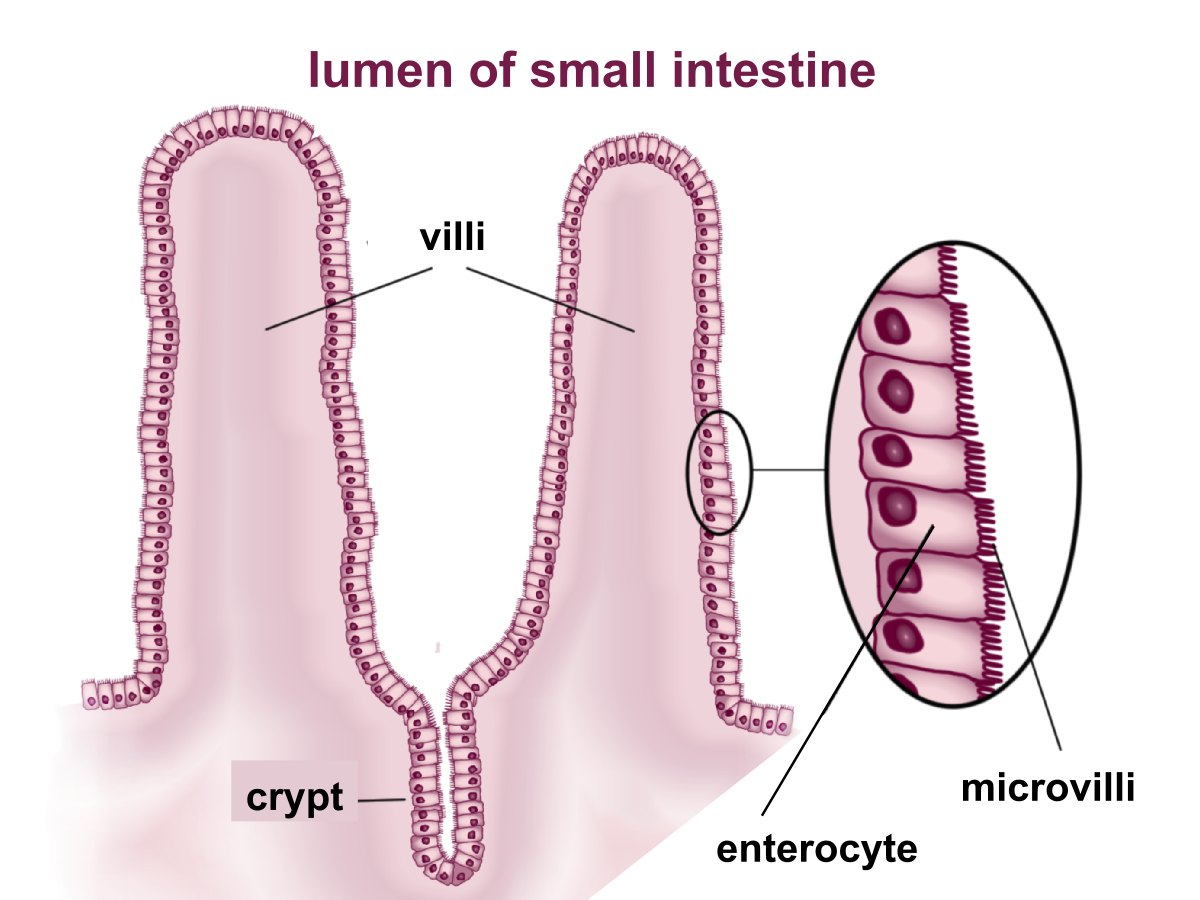 lumen of small intestine
villi
crypt
microvilli
enterocyte